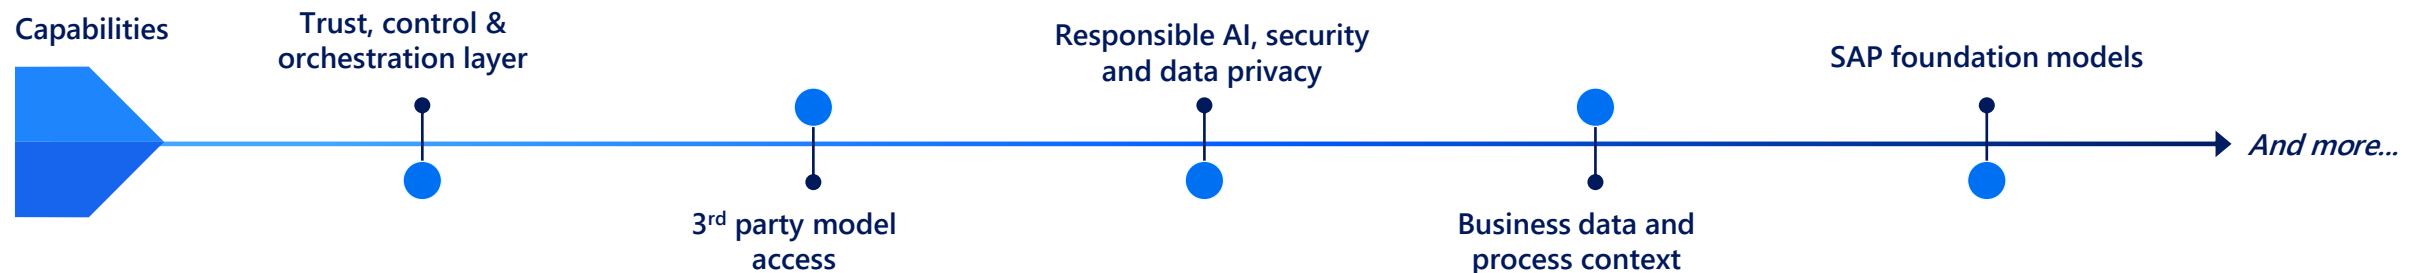 Capabilities
Trust, control &
orchestration layer
3rd party model
access
Responsible AI, security
and data privacy
Business data and
process context
SAP foundation models
And more...